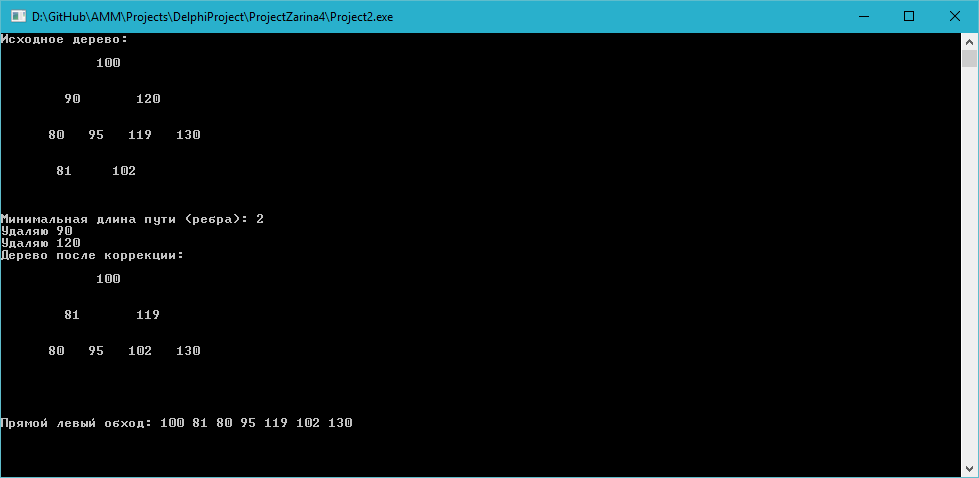 D:\GitHub\AMM\Projects\DelphiProject\ProjectZarina4\Project2.exe
Исходное дерево:
100
90 120
80 95 119 130
81 102
Минимальная длина пути (ребра): 2
Удаляю 90
Удаляю 120
Дерево после коррекции:
100
81 119
80 95 102 130
Прямой левый обход: 100 81 80 95 119 102 130